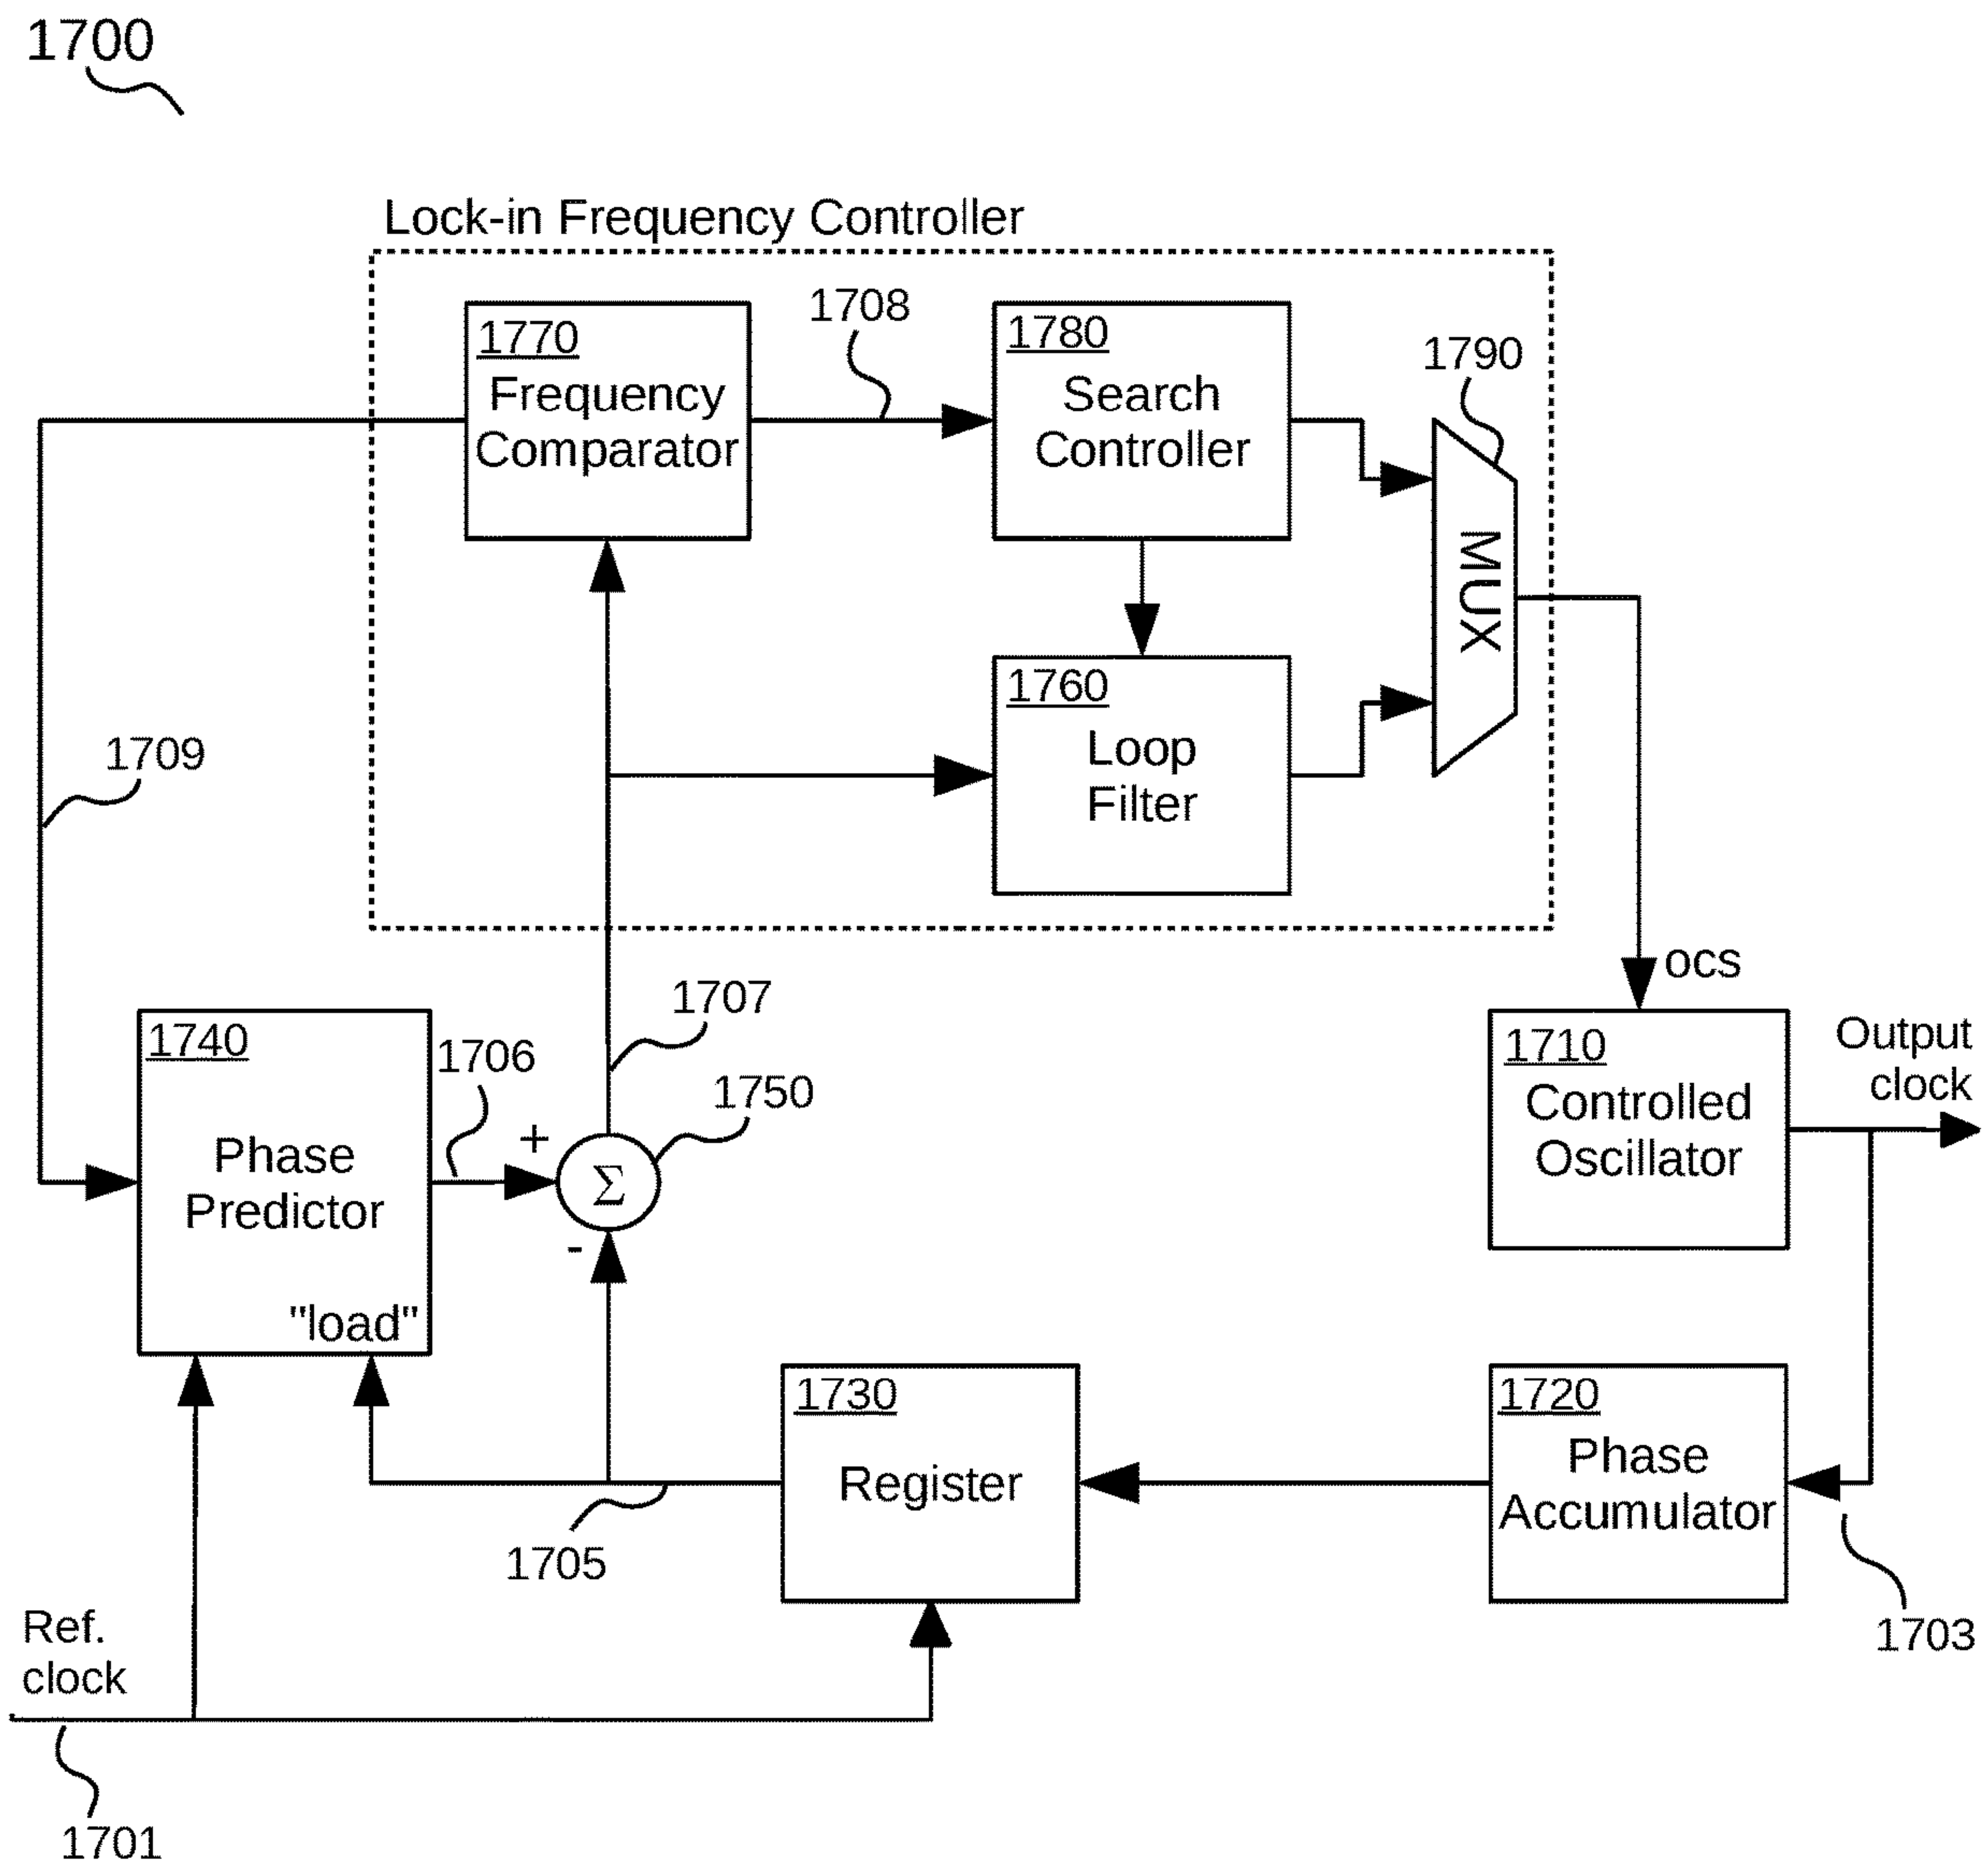 1700
Lock-in Frequency Controller
1770
Frequency
Comparator
1708
1780
Search
Controller
1790
MUX
1760
Loop
Filter
1709
ocs
1707
1740
Phase
Predictor
"load"
1706
+
Σ
-
1750
1710
Controlled
Oscillator
Output
clock
1730
Register
1720
Phase
Accumulator
1705
1703
Ref.
clock
1701